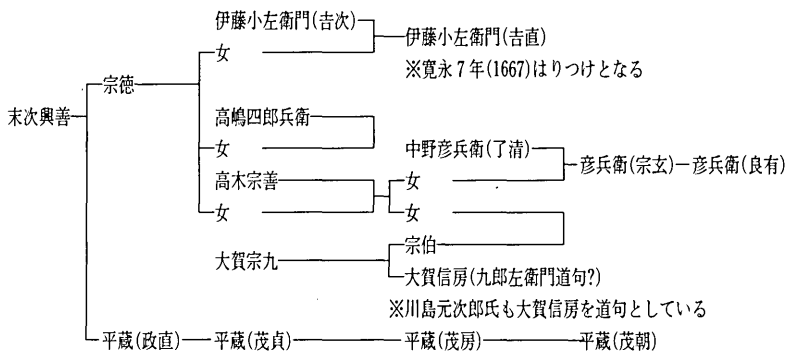 伊藤小左衛門(吉次)
女
伊藤小左衛門(吉直)
※寛永7年(1667)はりつけとなる
宗徳
末次興善
高嶋四郎兵衛
女
中野彦兵衛(了清)
彦兵衛(宗玄)―彦兵衛(良有)
高木宗善
女
女
女
宗伯
大賀宗九
大賀信房(九郎左衛門道句?)
※川島元次郎氏も大賀信房を道句としている
平蔵(政直)
平蔵(茂貞)
平蔵(茂房)
平蔵(茂朝)